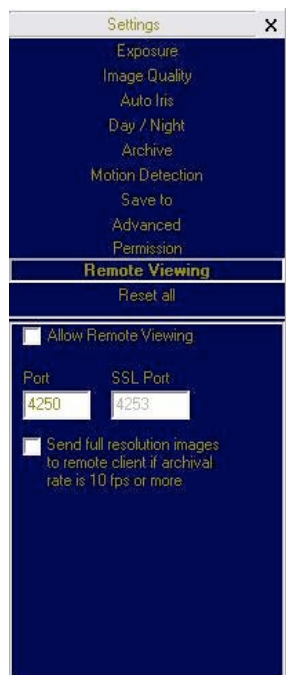 Settings X
Exposure
Image Quality
Auto Iris
Day / Night
Archive
Motion Detection
Save to
Advanced
Permission
Remote Viewing
Reset all
Allow Remote Viewing
Port SSL Port
4250 4253
Send full resolution images
to remote client if archival
rate is 10 fps or more